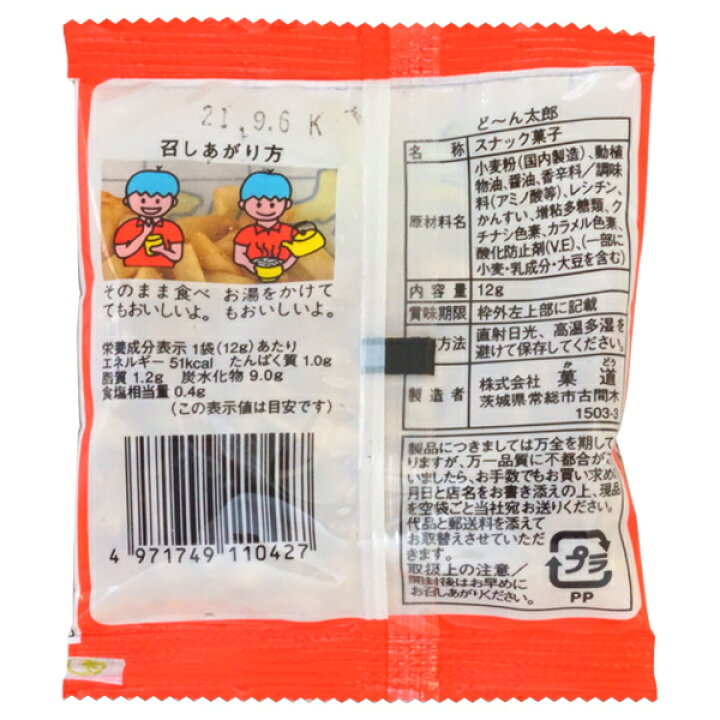 21.9.6 K
召しあがり方
そのまま食べ
てもおいしいよ。
お湯をかけて
もおいしいよ。
栄養成分表示 1袋(12g)あたり
エネルギー 51kcal たんぱく質 1.0g
脂質 1.2g 炭水化物 9.0g
食塩相当量 0.4g
(この表示値は目安です)
4 971749 110427
ど〜ん太郎
名称 スナック菓子
原材料名
小麦粉(国内製造)、動植
物油、醤油、香辛料/調味
料(アミノ酸等)、レシチン、
かんすい、増粘多糖類、ク
チナシ色素、カラメル色素、
酸化防止剤(V.E)、(一部に
小麦・乳成分・大豆を含む)
内容量 12g
賞味期限 枠外左上部に記載
方法
直射日光、高温多湿を
避けて保存してください。
製造者
株式会社 菓道
かどう
茨城県常総市古間木
1503-3
製品につきましては万全を期して
りますが、万一品質に不都合が
いましたら、お手数でもお買い求め
月日と店名をお書き添えの上、現品
を空袋ごと当社宛お送りください。
代品と郵送料を添えて
お取替えさせていただ
きます。
取扱上の注意/
開封後はお早めに
お召しあがりください。
プラ
PP